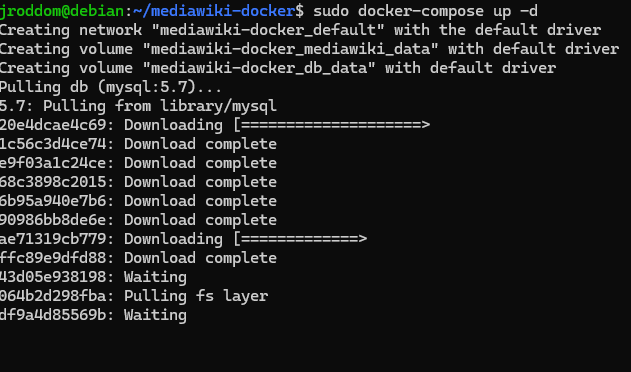 jroddom@debian:~/mediawiki-docker$ sudo docker-compose up -d
Creating network "mediawiki-docker_default" with the default driver
Creating volume "mediawiki-docker_mediawiki_data" with default driver
Creating volume "mediawiki-docker_db_data" with default driver
Pulling db (mysql:5.7)...
5.7: Pulling from library/mysql
20e4dcae4c69: Downloading [====================>
1c56c3d4ce74: Download complete
e9f03a1c24ce: Download complete
68c3898c2015: Download complete
6b95a940e7b6: Download complete
90986bb8de6e: Download complete
ae71319cb779: Downloading [=============>
ffc89e9dfd88: Download complete
43d05e938198: Waiting
064b2d298fba: Pulling fs layer
df9a4d85569b: Waiting